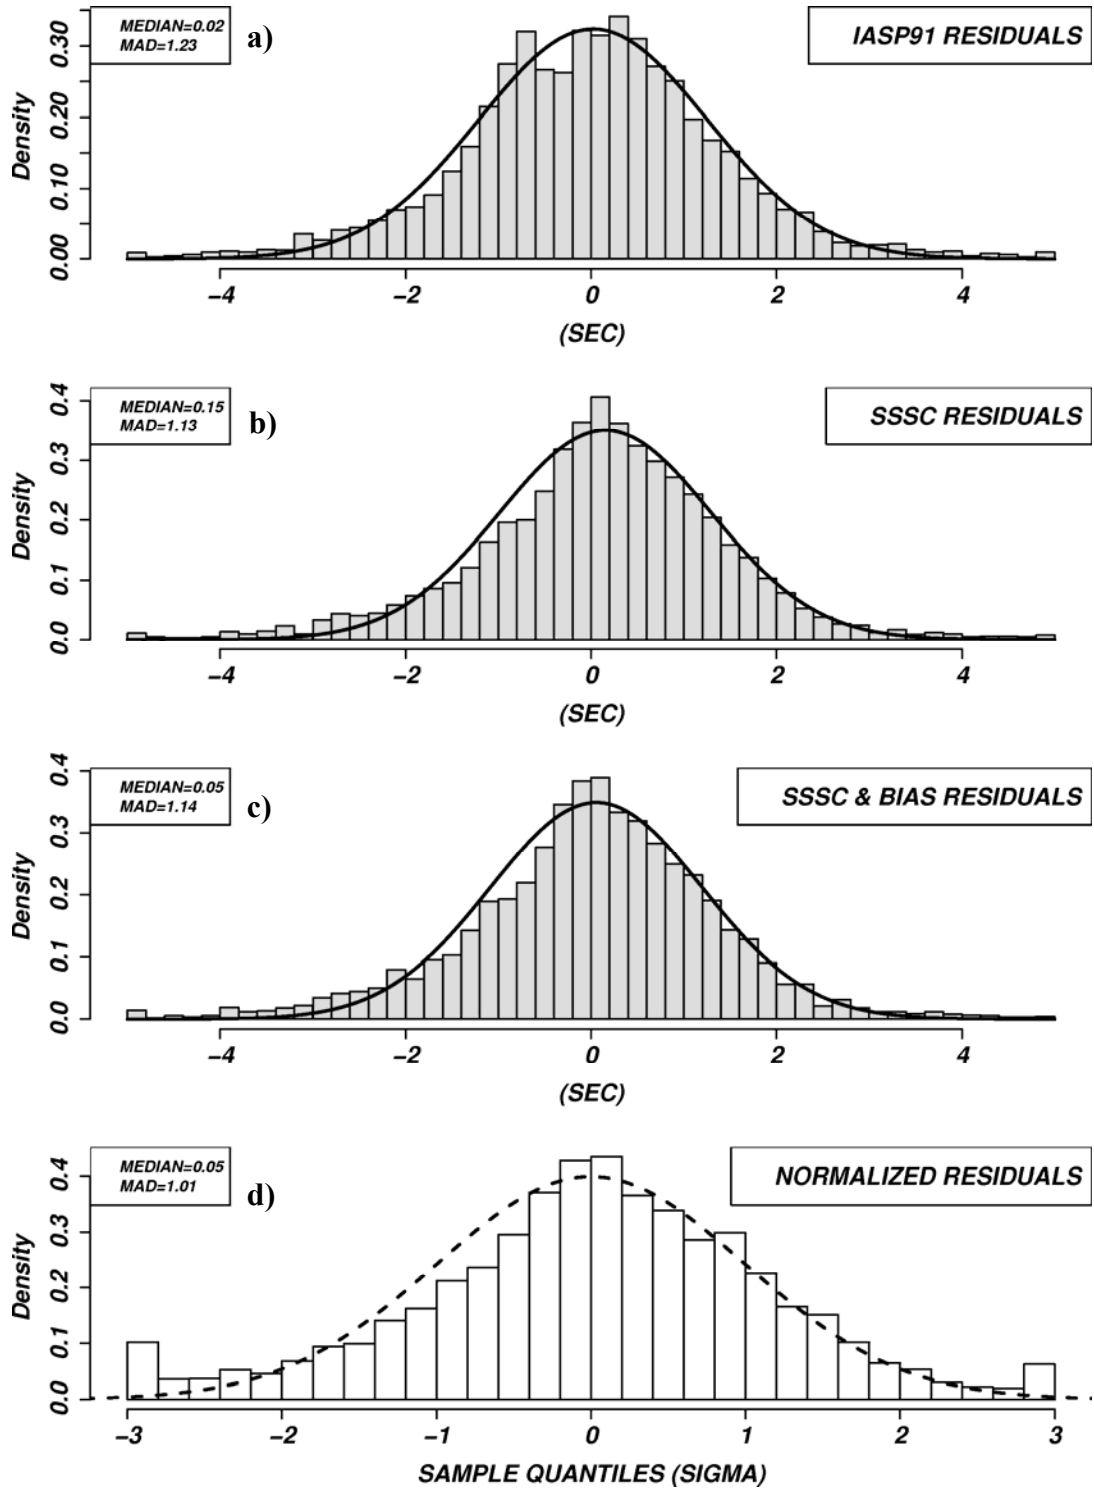 MEDIAN=0.02
MAD=1.23
a)
IASP91 RESIDUALS
Density
0.00 0.10 0.20 0.30
−4 −2 0 2 4
(SEC)
MEDIAN=0.15
MAD=1.13
b)
SSSC RESIDUALS
Density
0.0 0.1 0.2 0.3 0.4
−4 −2 0 2 4
(SEC)
MEDIAN=0.05
MAD=1.14
c)
SSSC & BIAS RESIDUALS
Density
0.0 0.1 0.2 0.3 0.4
−4 −2 0 2 4
(SEC)
MEDIAN=0.05
MAD=1.01
d)
NORMALIZED RESIDUALS
Density
0.0 0.1 0.2 0.3 0.4
−3 −2 −1 0 1 2 3
SAMPLE QUANTILES (SIGMA)